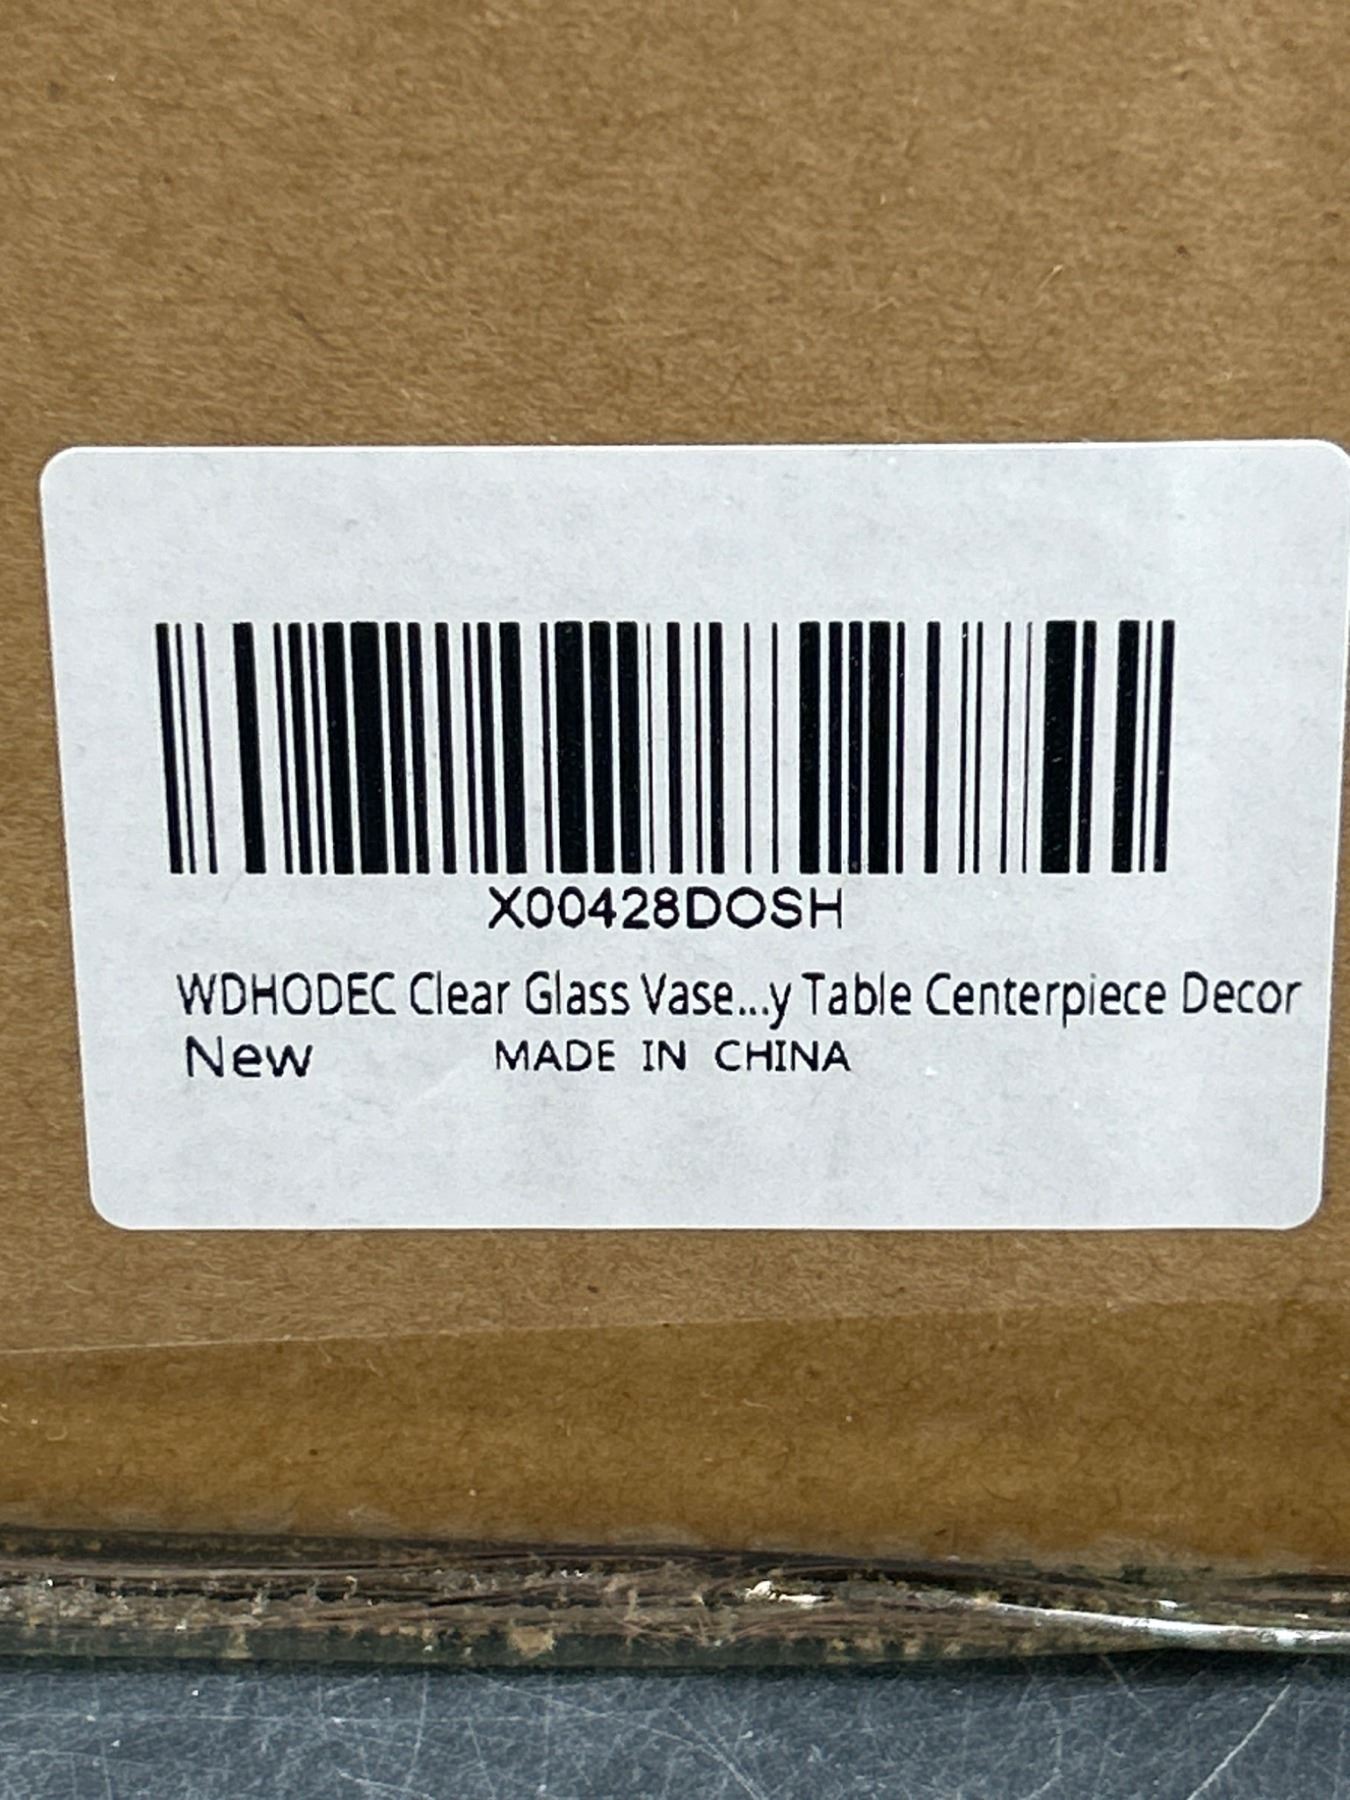 X00428DOSH
WDHODEC Clear Glass Vase...y Table Centerpiece Decor
New MADE IN CHINA